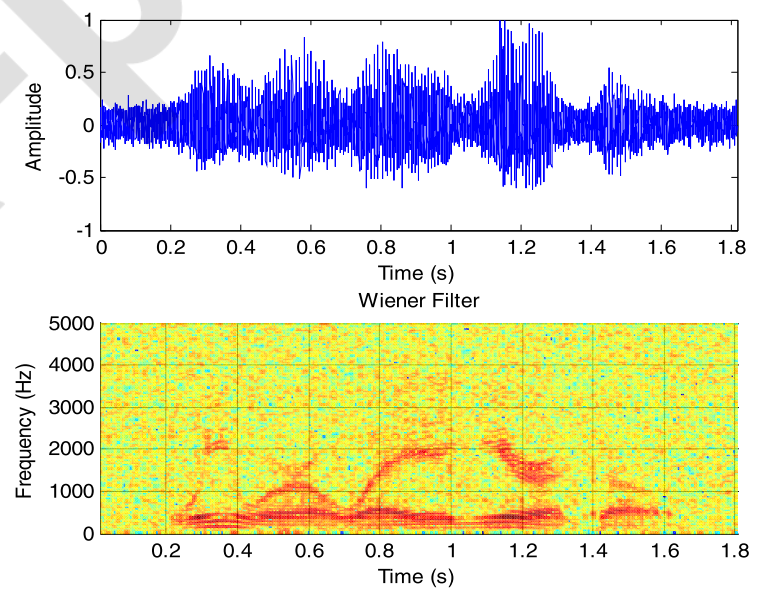 1
0.5
0
-0.5
-1
Amplitude
0 0.2 0.4 0.6 0.8 1 1.2 1.4 1.6 1.8
Time (s)
Wiener Filter
5000
4000
3000
2000
1000
0
Frequency (Hz)
0.2 0.4 0.6 0.8 1 1.2 1.4 1.6 1.8
Time (s)